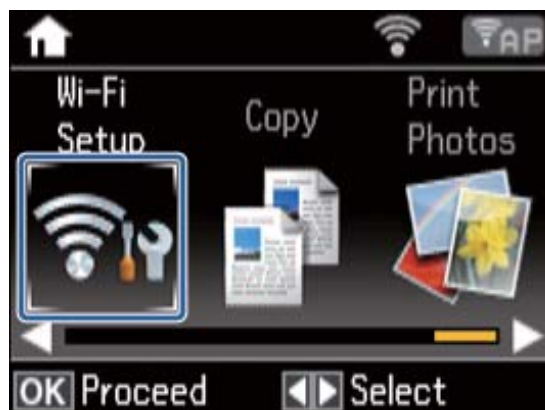 AP
Wi-Fi
Setup
Copy
Print
Photos
OK Proceed
Select